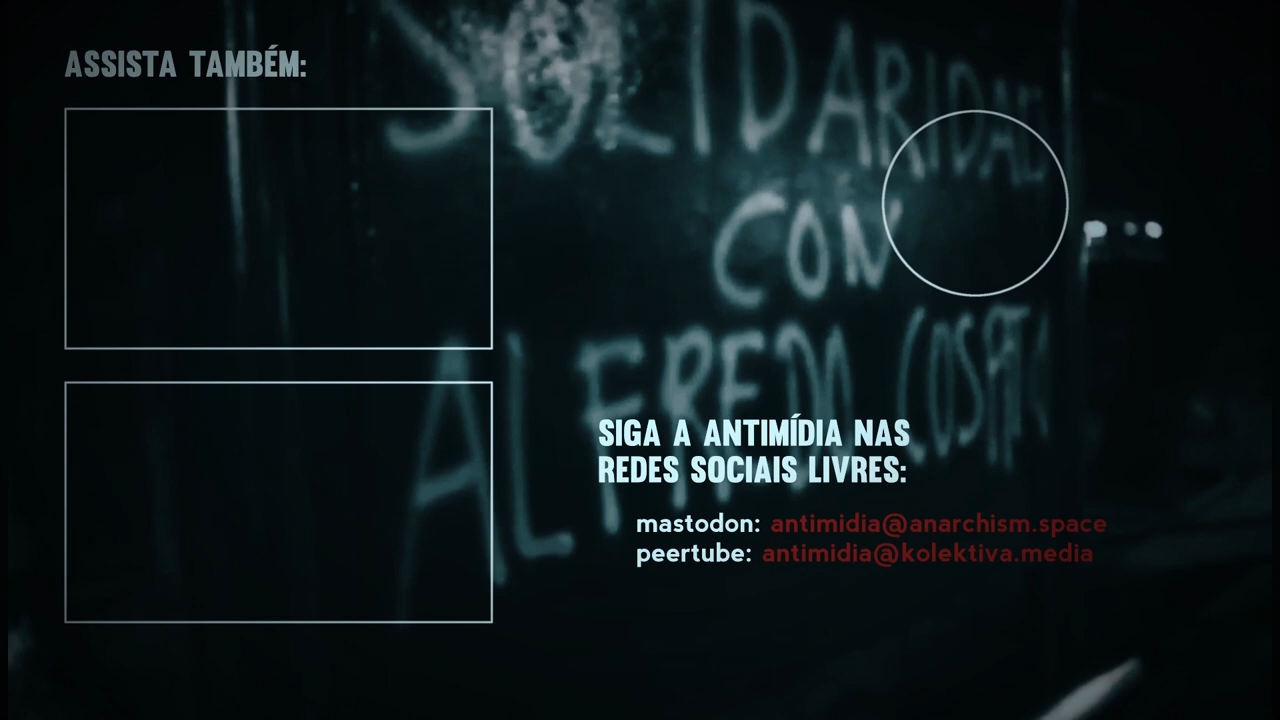 ASSISTA TAMBÉM:
SOLIDARIDAD
CON
ALFREDO COSPITO
SIGA A ANTIMÍDIA NAS
REDES SOCIAIS LIVRES:
mastodon: antimidia@anarchism.space
peertube: antimidia@kolektiva.media